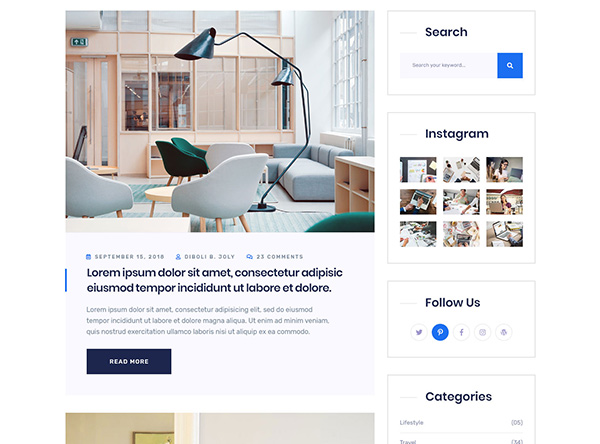 SEPTEMBER 15, 2018 DIBOLI B. JOLY 23 COMMENTS
Lorem ipsum dolor sit amet, consectetur adipisic
eiusmod tempor incididunt ut labore et dolore.
Lorem ipsum dolor sit amet, consectetur adipisicing elit, sed do eiusmod
tempor incididunt ut labore et dolore magna aliqua. Ut enim ad minim veniam,
quis nostrud exercitation ullamco laboris nisi ut aliquip ex ea commodo.
READ MORE
Search
Search your keyword...
Instagram
Follow Us
Categories
Lifestyle (05)
Travel (34)